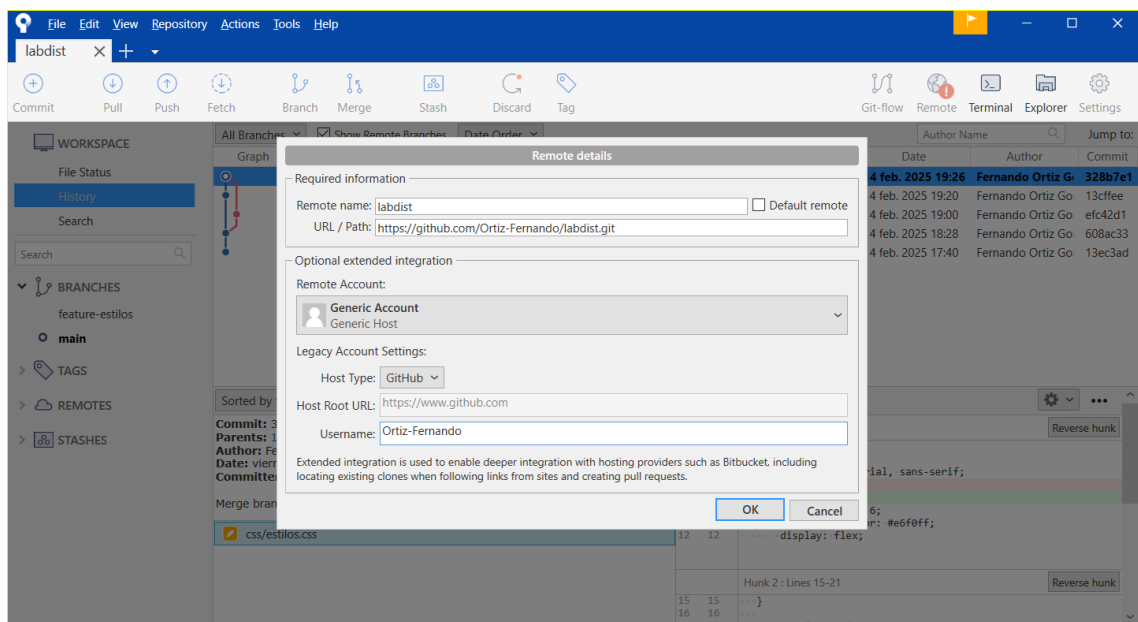 File Edit View Repository Actions Tools Help
labdist
Commit Pull Push Fetch Branch Merge Stash Discard Tag Git-flow Remote Terminal Explorer Settings
WORKSPACE
File Status
History
Search
Search
BRANCHES
feature-estilos
main
TAGS
REMOTES
STASHES
All Branches Show Remote Branches Date Order Author Name Jump to:
Graph Date Author Commit
4 feb. 2025 19:26 Fernando Ortiz Go 328b7e1
4 feb. 2025 19:20 Fernando Ortiz Go 13cffee
4 feb. 2025 19:00 Fernando Ortiz Go efc42d1
4 feb. 2025 18:28 Fernando Ortiz Go 608ac33
4 feb. 2025 17:40 Fernando Ortiz Go 13ec3ad
Remote details
Required information
Remote name: labdist Default remote
URL / Path: https://github.com/Ortiz-Fernando/labdist.git
Optional extended integration
Remote Account:
Generic Account
Generic Host
Legacy Account Settings:
Host Type: GitHub
Host Root URL: https://www.github.com
Username: Ortiz-Fernando
Extended integration is used to enable deeper integration with hosting providers such as Bitbucket, including
locating existing clones when following links from sites and creating pull requests.
OK Cancel
Sorted by
Commit: 3
Parents: 1
Author: Fe
Date: vierr
Committe
Merge bran
css/estilos.css
Reverse hunk
ial, sans-serif;
6;
or: #e6f0ff;
12 12 display: flex;
Hunk 2 : Lines 15-21 Reverse hunk
15 15 }
16 16